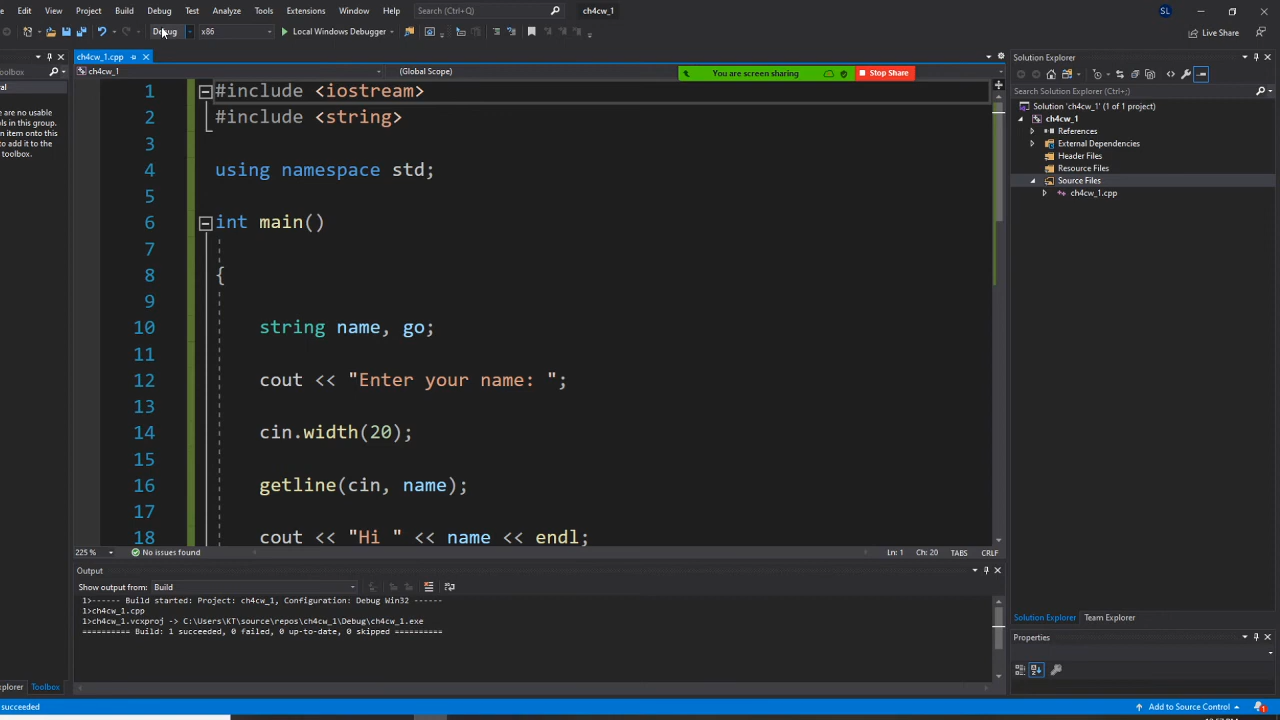 Edit View Project Build Debug Test Analyze Tools Extensions Window Help Search (Ctrl+Q) ch4cw_1 SL
Debug x86 Local Windows Debugger Live Share
ch4cw_1.cpp
ch4cw_1 (Global Scope)
You are screen sharing Stop Share
1 #include <iostream>
2 #include <string>
3
4 using namespace std;
5
6 int main()
7
8 {
9
10 string name, go;
11
12 cout << "Enter your name: ";
13
14 cin.width(20);
15
16 getline(cin, name);
17
18 cout << "Hi " << name << endl;
225 % No issues found Ln: 1 Ch: 20 TABS CRLF
Output
Show output from: Build
1>------ Build started: Project: ch4cw_1, Configuration: Debug Win32 ------
1>ch4cw_1.cpp
1>ch4cw_1.vcxproj -> C:\Users\KT\source\repos\ch4cw_1\Debug\ch4cw_1.exe
========== Build: 1 succeeded, 0 failed, 0 up-to-date, 0 skipped ==========
oolbox
ral
re are no usable
ls in this group.
n item onto this
to add it to the
toolbox.
xplorer Toolbox
Solution Explorer
Search Solution Explorer (Ctrl+;)
Solution 'ch4cw_1' (1 of 1 project)
ch4cw_1
References
External Dependencies
Header Files
Resource Files
Source Files
ch4cw_1.cpp
Solution Explorer Team Explorer
Properties
succeeded Add to Source Control 1